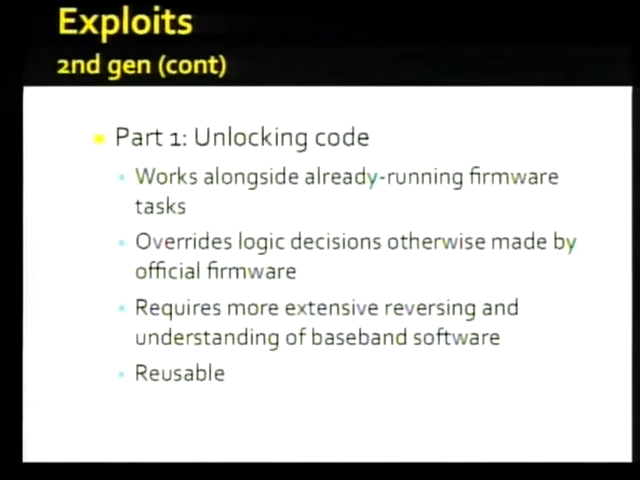 Exploits
2nd gen (cont)
Part 1: Unlocking code
Works alongside already-running firmware
tasks
Overrides logic decisions otherwise made by
official firmware
Requires more extensive reversing and
understanding of baseband software
Reusable